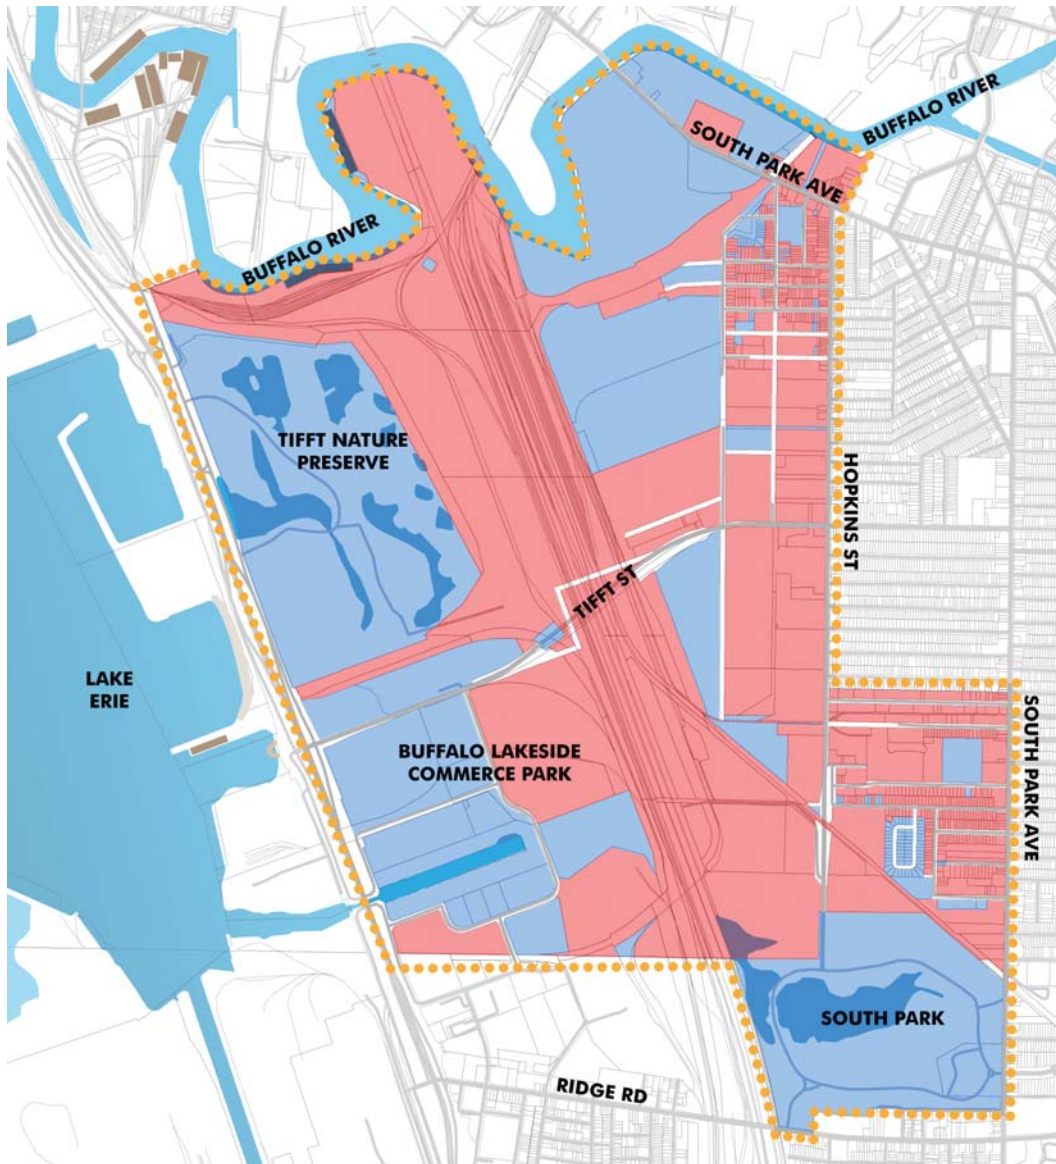 BUFFALO RIVER
SOUTH PARK AVE
BUFFALO RIVER
TIFFT NATURE
PRESERVE
HOPKINS ST
TIFFT ST
LAKE
ERIE
BUFFALO LAKESIDE
COMMERCE PARK
SOUTH PARK AVE
SOUTH PARK
RIDGE RD